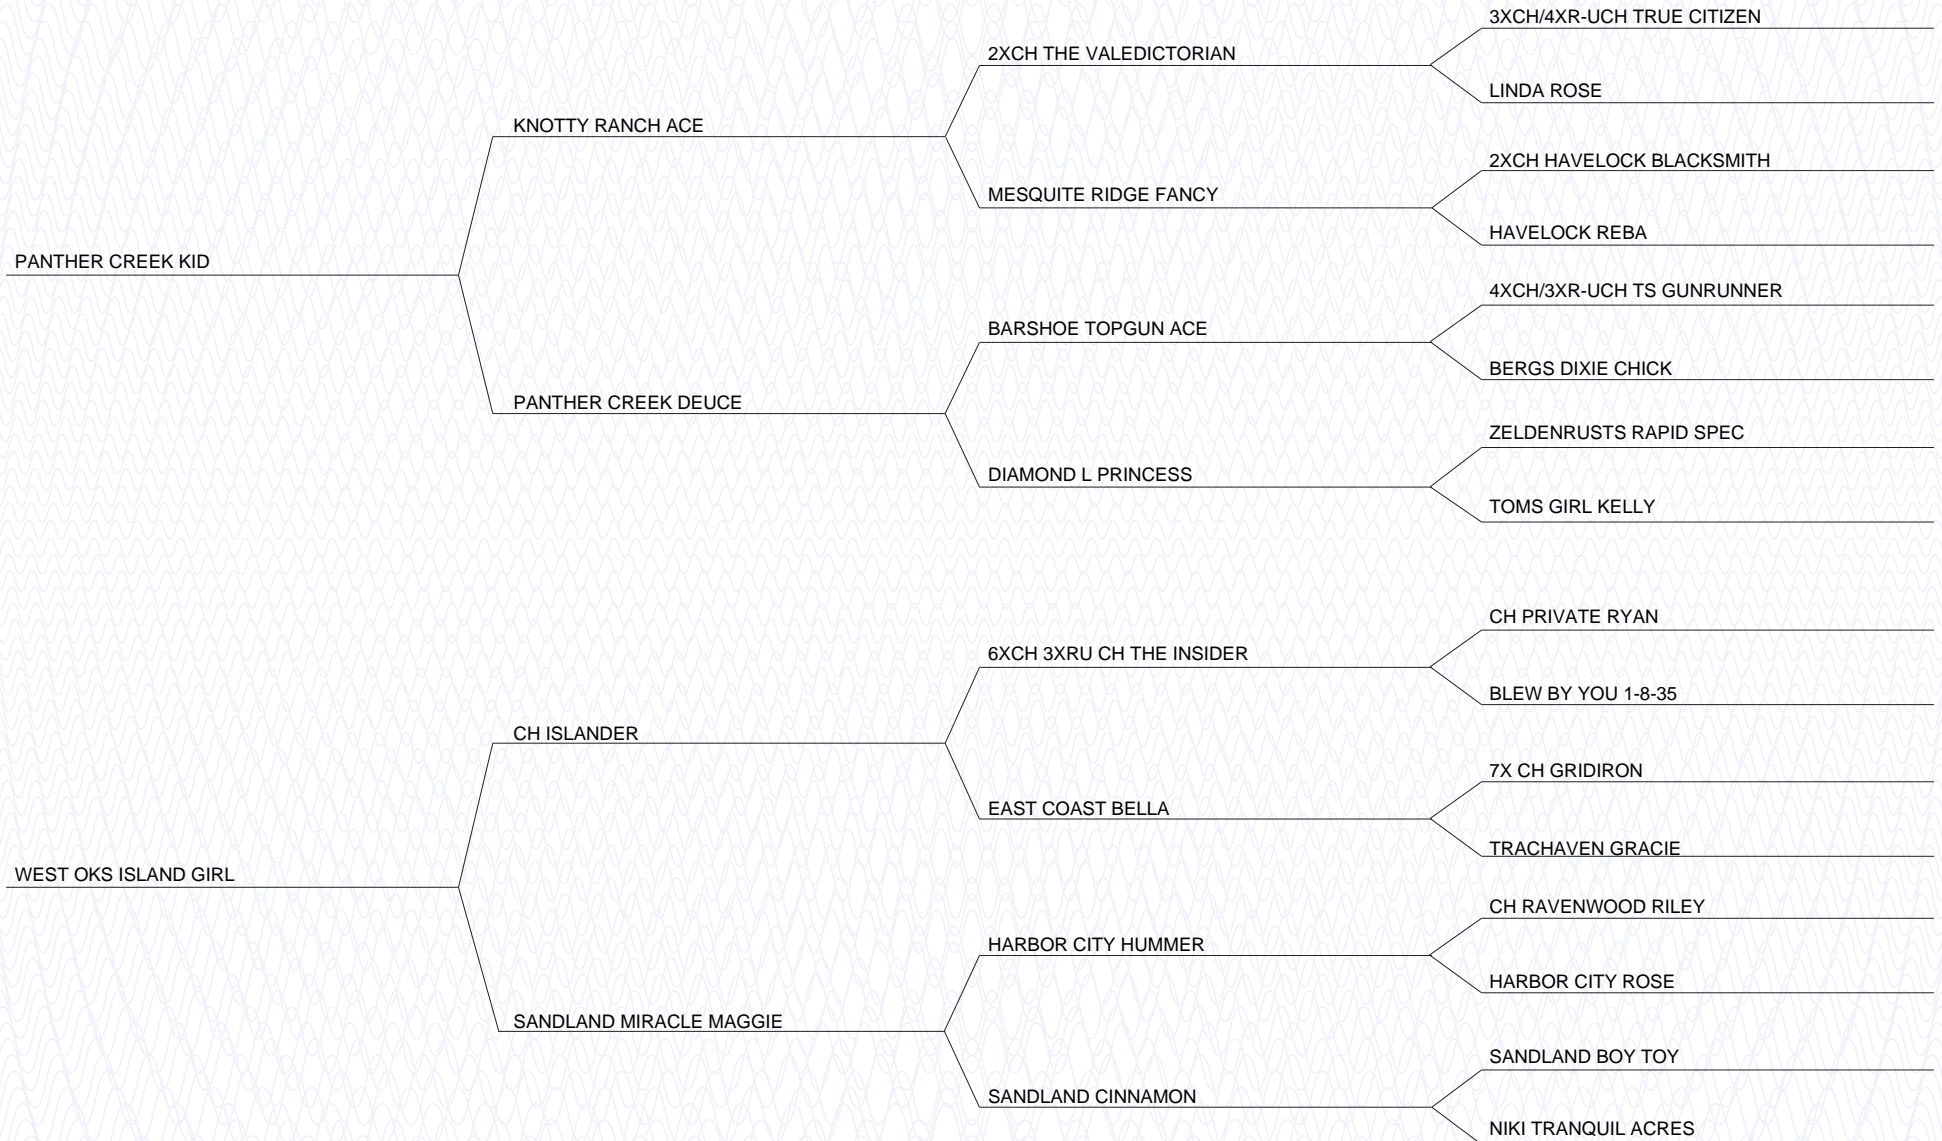 3XCH/4XR-UCH TRUE CITIZEN
2XCH THE VALEDICTORIAN
LINDA ROSE
KNOTTY RANCH ACE
2XCH HAVELOCK BLACKSMITH
MESQUITE RIDGE FANCY
HAVELOCK REBA
PANTHER CREEK KID
4XCH/3XR-UCH TS GUNRUNNER
BARSHOE TOPGUN ACE
BERGS DIXIE CHICK
PANTHER CREEK DEUCE
ZELDENRUSTS RAPID SPEC
DIAMOND L PRINCESS
TOMS GIRL KELLY
CH PRIVATE RYAN
6XCH 3XRU CH THE INSIDER
BLEW BY YOU 1-8-35
CH ISLANDER
7X CH GRIDIRON
EAST COAST BELLA
TRACHAVEN GRACIE
WEST OKS ISLAND GIRL
CH RAVENWOOD RILEY
HARBOR CITY HUMMER
HARBOR CITY ROSE
SANDLAND MIRACLE MAGGIE
SANDLAND BOY TOY
SANDLAND CINNAMON
NIKI TRANQUIL ACRES